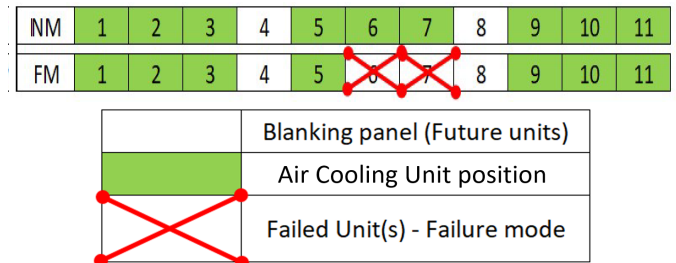 NM 1 2 3 4 5 6 7 8 9 10 11
FM 1 2 3 4 5 6 7 8 9 10 11
Blanking panel (Future units)
Air Cooling Unit position
Failed Unit(s) - Failure mode